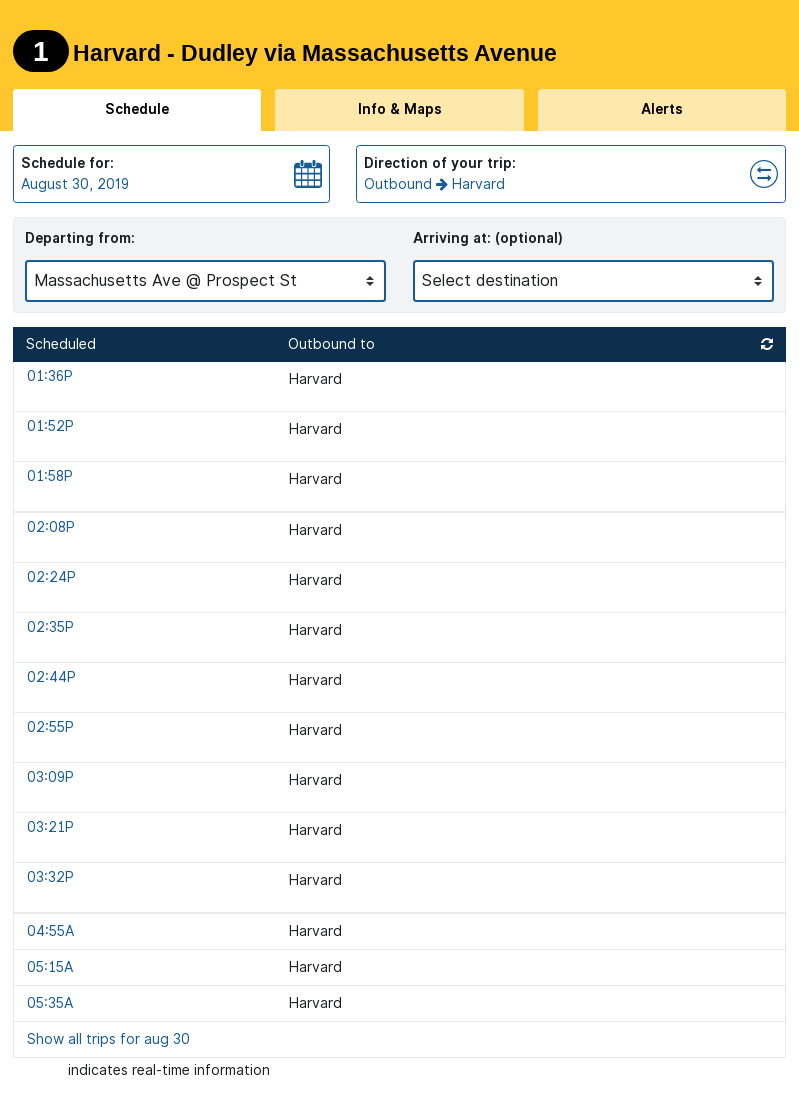 1 Harvard - Dudley via Massachusetts Avenue
Schedule Info & Maps Alerts
Schedule for:
August 30, 2019
Direction of your trip:
Outbound → Harvard
Departing from:
Massachusetts Ave @ Prospect St
Arriving at: (optional)
Select destination
Scheduled Outbound to
01:36P Harvard
01:52P Harvard
01:58P Harvard
02:08P Harvard
02:24P Harvard
02:35P Harvard
02:44P Harvard
02:55P Harvard
03:09P Harvard
03:21P Harvard
03:32P Harvard
04:55A Harvard
05:15A Harvard
05:35A Harvard
Show all trips for aug 30
indicates real-time information